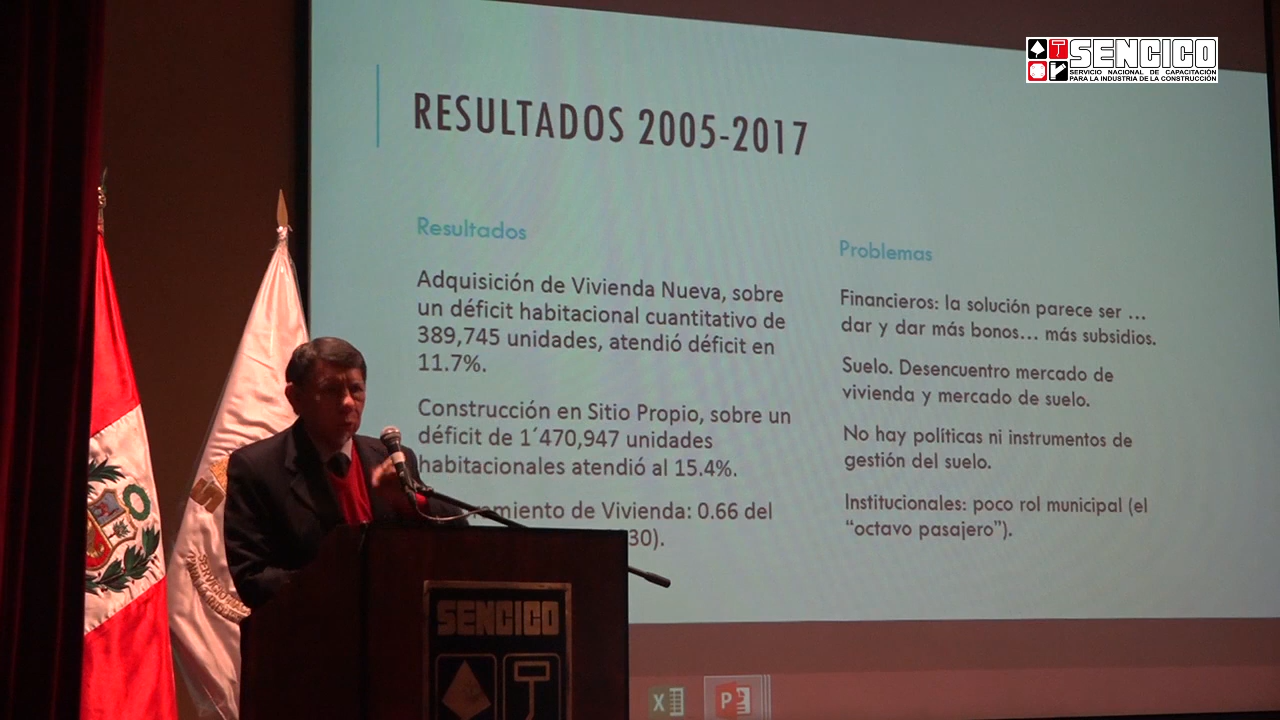 SENCICO
SERVICIO NACIONAL DE CAPACITACIÓN
PARA LA INDUSTRIA DE LA CONSTRUCCIÓN
RESULTADOS 2005-2017
Resultados
Adquisición de Vivienda Nueva, sobre
un déficit habitacional cuantitativo de
389,745 unidades, atendió déficit en
11.7%.
Construcción en Sitio Propio, sobre un
déficit de 1´470,947 unidades
habitacionales atendió al 15.4%.
miento de Vivienda: 0.66 del
30).
Problemas
Financieros: la solución parece ser ...
dar y dar más bonos... más subsidios.
Suelo. Desencuentro mercado de
vivienda y mercado de suelo.
No hay políticas ni instrumentos de
gestión del suelo.
Institucionales: poco rol municipal (el
“octavo pasajero”).
SENCICO